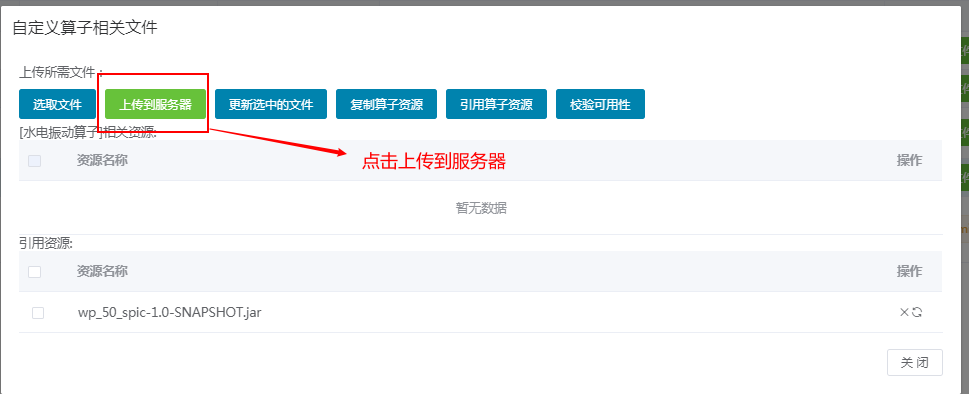 自定义算子相关文件
上传所需文件：
选取文件 上传到服务器 更新选中的文件 复制算子资源 引用算子资源 校验可用性
[水电振动算子]相关资源:
点击上传到服务器
资源名称 操作
暂无数据
引用资源:
资源名称 操作
wp_50_spic-1.0-SNAPSHOT.jar
关 闭